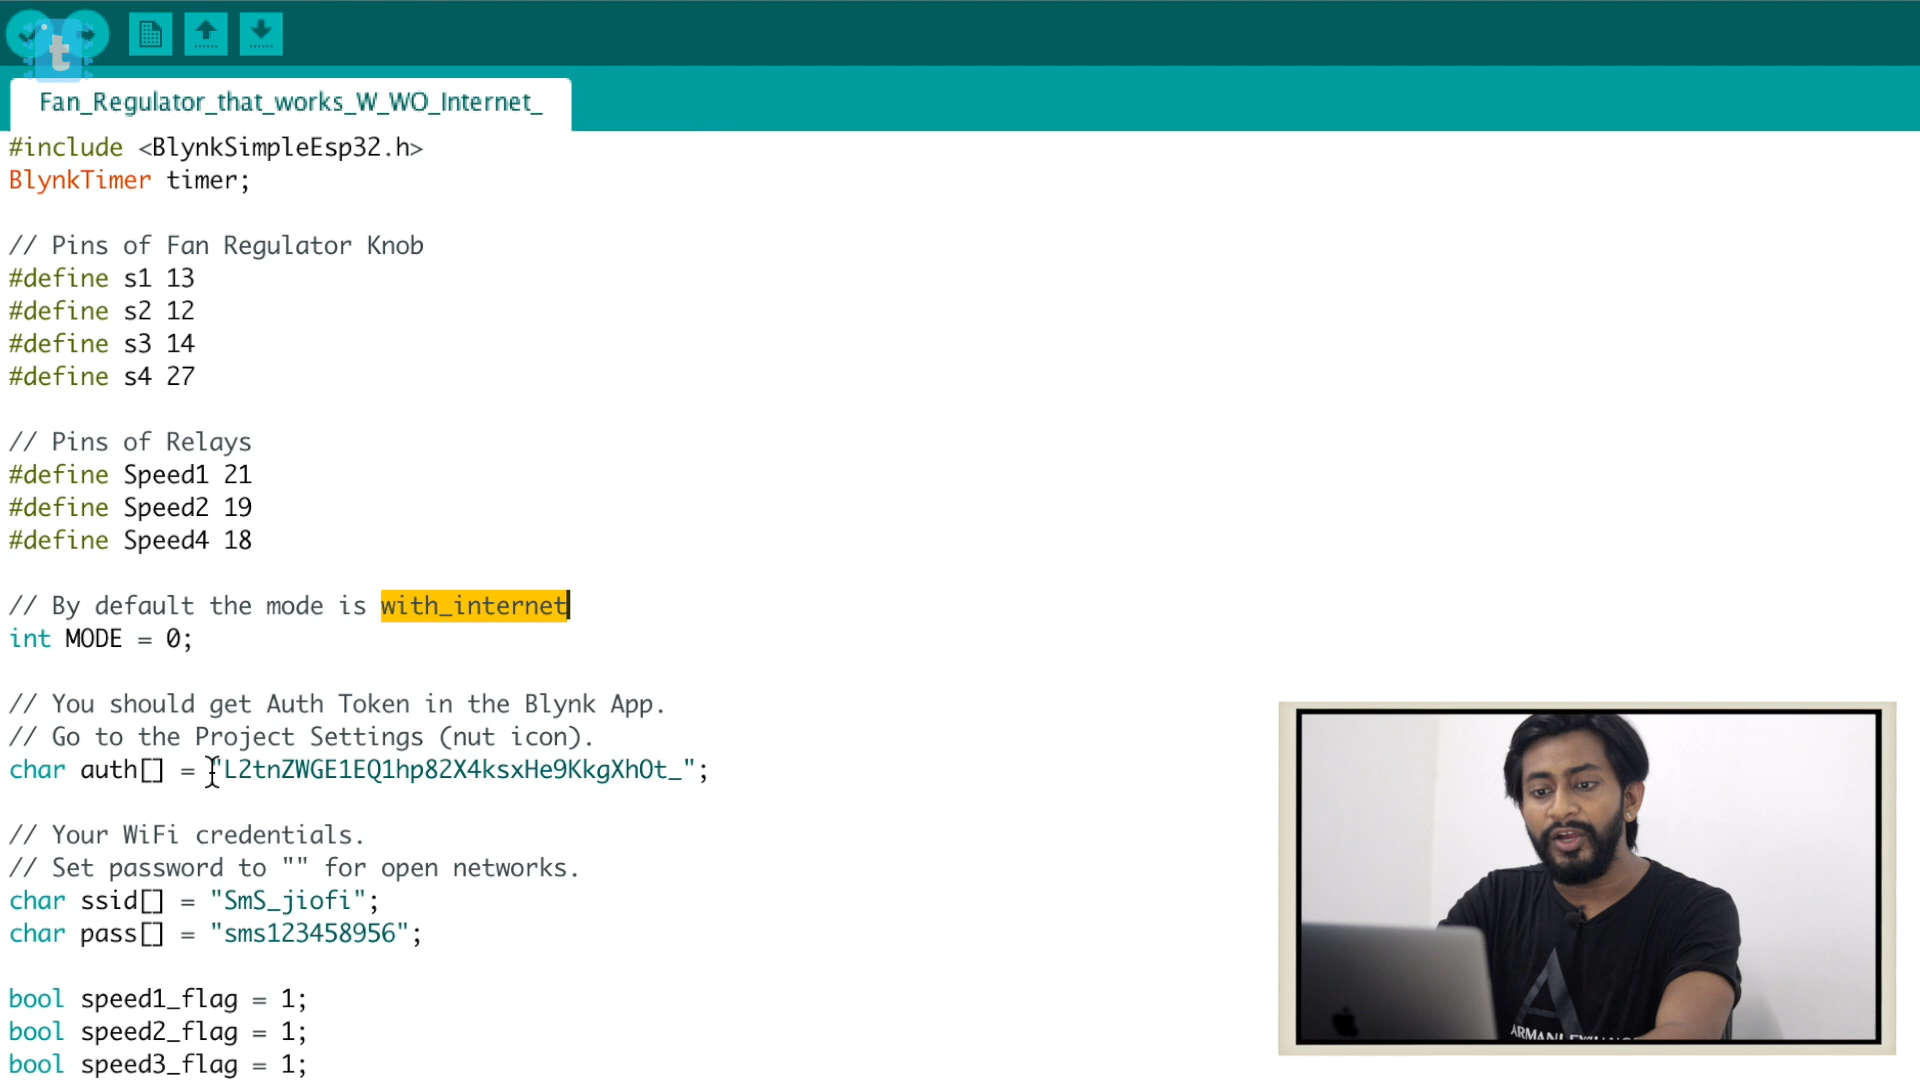 t
Fan_Regulator_that_works_W_WO_Internet_
#include <BlynkSimpleEsp32.h>
BlynkTimer timer;
// Pins of Fan Regulator Knob
#define s1 13
#define s2 12
#define s3 14
#define s4 27
// Pins of Relays
#define Speed1 21
#define Speed2 19
#define Speed4 18
// By default the mode is with_internet
int MODE = 0;
// You should get Auth Token in the Blynk App.
// Go to the Project Settings (nut icon).
char auth[] = "L2tnZWGE1EQ1hp82X4ksxHe9KkgXhOt_";
// Your WiFi credentials.
// Set password to "" for open networks.
char ssid[] = "SmS_jiofi";
char pass[] = "sms123458956";
bool speed1_flag = 1;
bool speed2_flag = 1;
bool speed3_flag = 1;